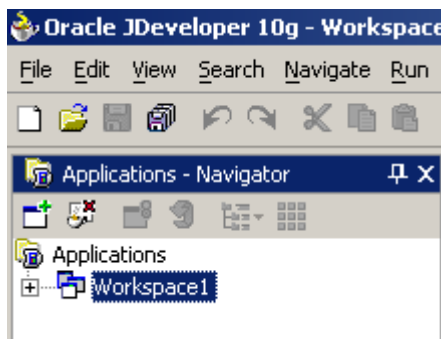 Oracle JDeveloper 10g - Workspace
File Edit View Search Navigate Run
Applications - Navigator
Applications
Workspace1